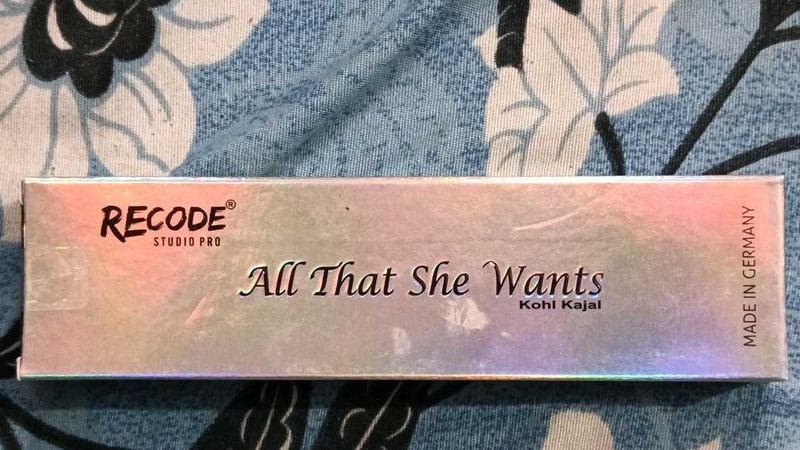 RECODE®
STUDIO PRO
All That She Wants
Kohl Kajal
MADE IN GERMANY